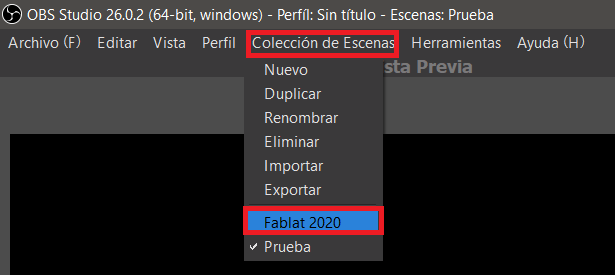 OBS Studio 26.0.2 (64-bit, windows) - Perfíl: Sin título - Escenas: Prueba
Archivo (F) Editar Vista Perfil Colección de Escenas Herramientas Ayuda (H)
sta Previa
Nuevo
Duplicar
Renombrar
Eliminar
Importar
Exportar
Fablat 2020
Prueba